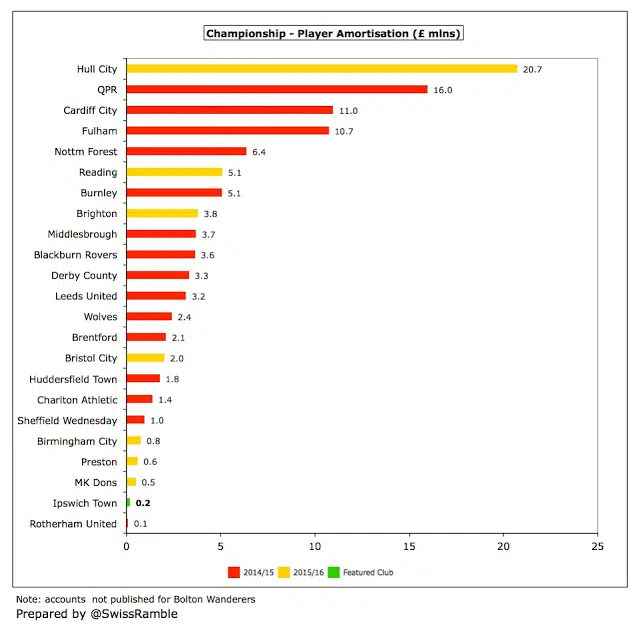 Championship - Player Amortisation (£ mlns)
Hull City 20.7
QPR 16.0
Cardiff City 11.0
Fulham 10.7
Nottm Forest 6.4
Reading 5.1
Burnley 5.1
Brighton 3.8
Middlesbrough 3.7
Blackburn Rovers 3.6
Derby County 3.3
Leeds United 3.2
Wolves 2.4
Brentford 2.1
Bristol City 2.0
Huddersfield Town 1.8
Charlton Athletic 1.4
Sheffield Wednesday 1.0
Birmingham City 0.8
Preston 0.6
MK Dons 0.5
Ipswich Town 0.2
Rotherham United 0.1
0 5 10 15 20 25
2014/15 2015/16 Featured Club
Note: accounts not published for Bolton Wanderers
Prepared by @SwissRamble